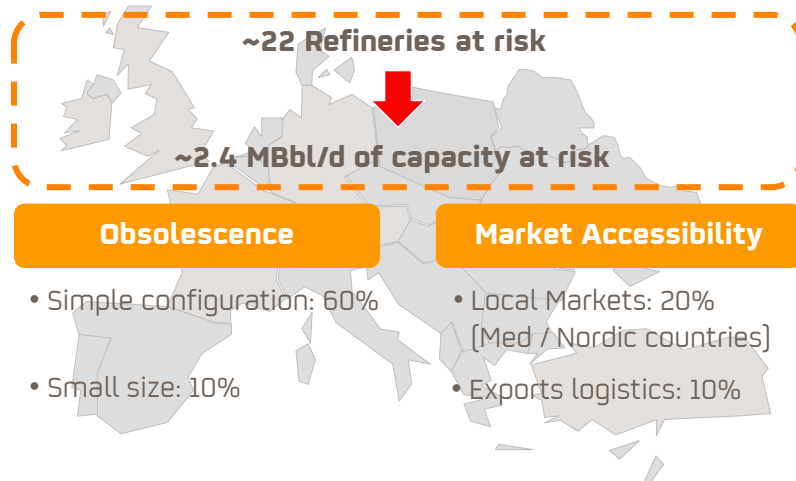 ~22 Refineries at risk
~2.4 MBbl/d of capacity at risk
Obsolescence
• Simple configuration: 60%
• Small size: 10%
Market Accessibility
• Local Markets: 20%
(Med / Nordic countries)
• Exports logistics: 10%